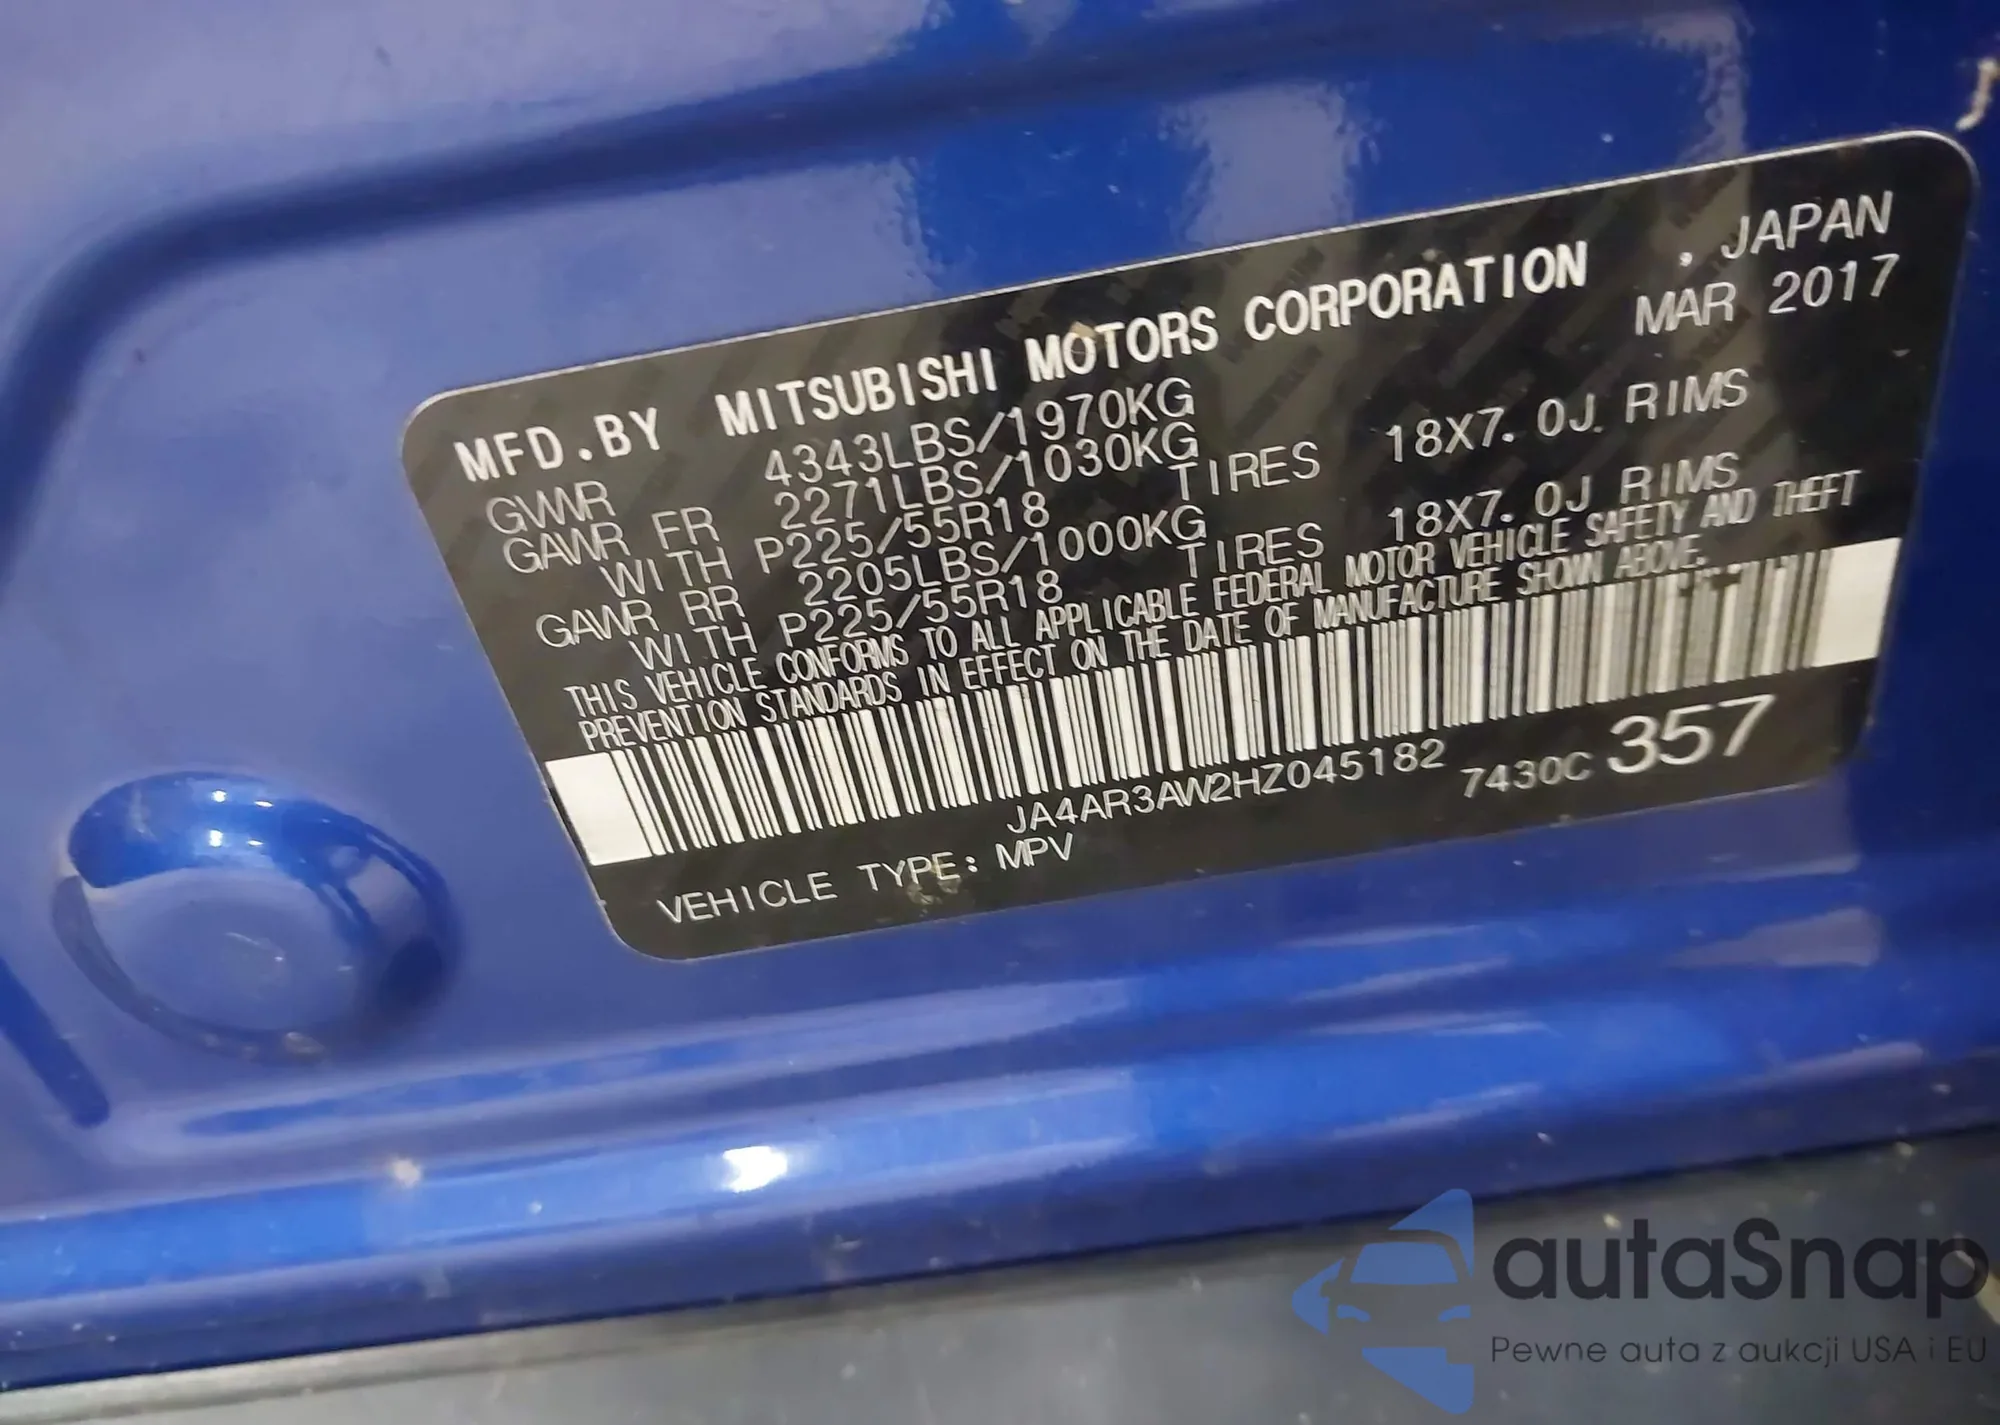 MFD.BY MITSUBISHI MOTORS CORPORATION , JAPAN
MAR 2017
GVWR 4343LBS/1970KG
GAWR FR 2271LBS/1030KG
WITH P225/55R18 TIRES 18X7.0J RIMS
GAWR RR 2205LBS/1000KG
WITH P225/55R18 TIRES 18X7.0J RIMS
THIS VEHICLE CONFORMS TO ALL APPLICABLE FEDERAL MOTOR VEHICLE SAFETY AND THEFT
PREVENTION STANDARDS IN EFFECT ON THE DATE OF MANUFACTURE SHOWN ABOVE.
JA4AR3AW2HZ045182 7430C 357
VEHICLE TYPE: MPV
autaSnap
Pewne auta z aukcji USA i EU